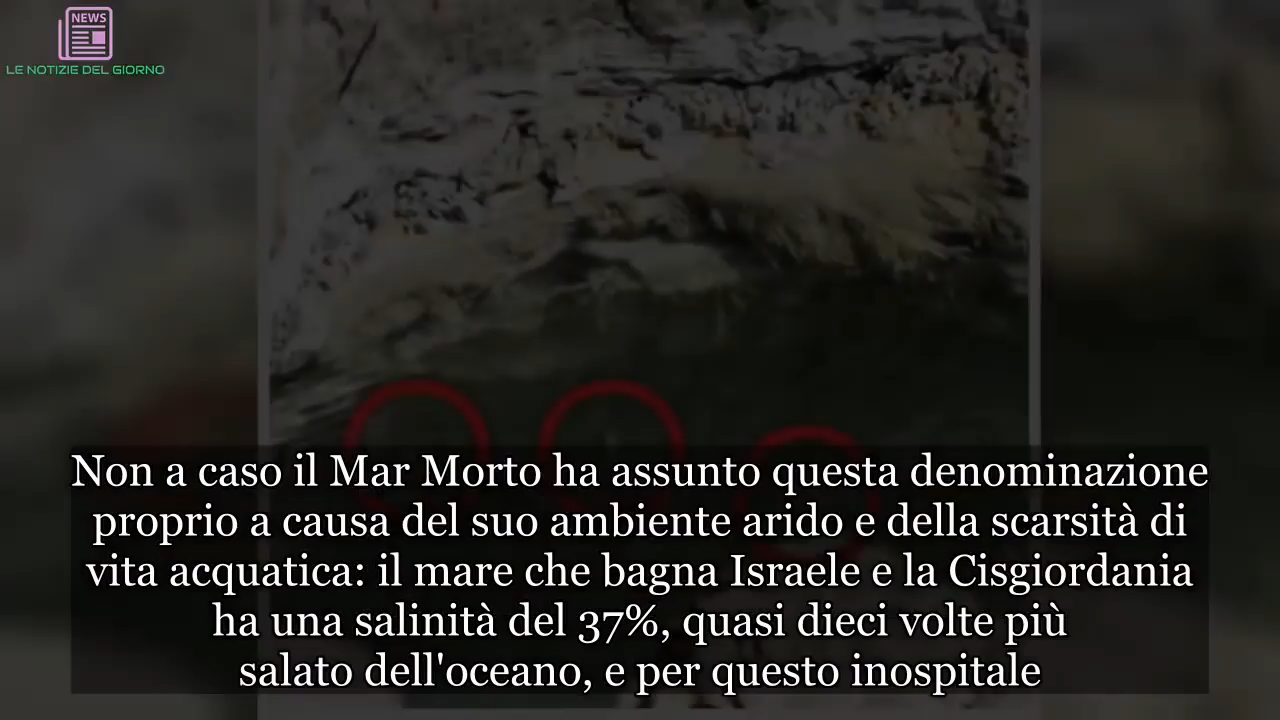 NEWS
LE NOTIZIE DEL GIORNO
Non a caso il Mar Morto ha assunto questa denominazione
proprio a causa del suo ambiente arido e della scarsità di
vita acquatica: il mare che bagna Israele e la Cisgiordania
ha una salinità del 37%, quasi dieci volte più
salato dell'oceano, e per questo inospitale